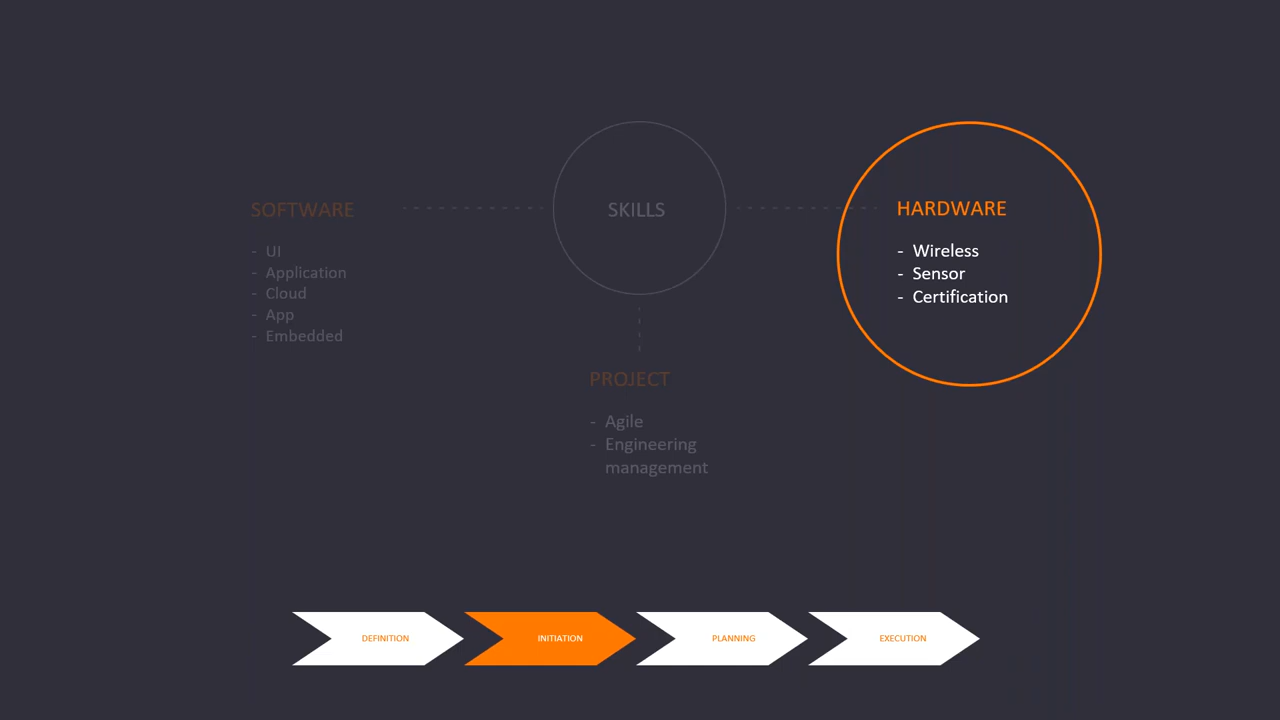 SOFTWARE
- UI
- Application
- Cloud
- App
- Embedded
SKILLS
PROJECT
- Agile
- Engineering
management
HARDWARE
- Wireless
- Sensor
- Certification
DEFINITION
INITIATION
PLANNING
EXECUTION